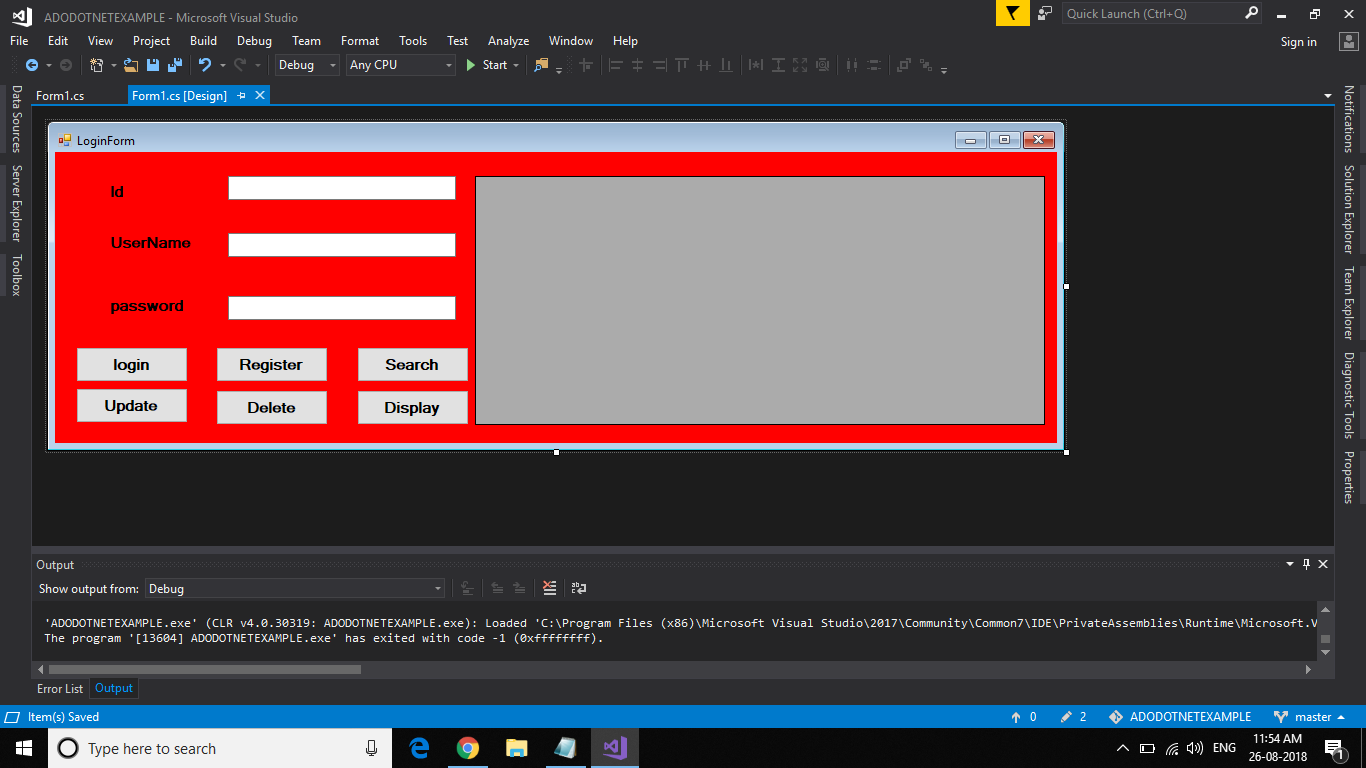 ADODOTNETEXAMPLE - Microsoft Visual Studio
Quick Launch (Ctrl+Q)
File Edit View Project Build Debug Team Format Tools Test Analyze Window Help
Sign in
Debug Any CPU Start
Form1.cs Form1.cs [Design]
Data Sources
Server Explorer
Toolbox
LoginForm
Id
UserName
password
login Register Search
Update Delete Display
Notifications
Solution Explorer
Team Explorer
Diagnostic Tools
Properties
Output
Show output from: Debug
'ADODOTNETEXAMPLE.exe' (CLR v4.0.30319: ADODOTNETEXAMPLE.exe): Loaded 'C:\Program Files (x86)\Microsoft Visual Studio\2017\Community\Common7\IDE\PrivateAssemblies\Runtime\Microsoft.V
The program '[13604] ADODOTNETEXAMPLE.exe' has exited with code -1 (0xffffffff).
Error List Output
Item(s) Saved 0 2 ADODOTNETEXAMPLE master
Type here to search
ENG 11:54 AM
26-08-2018 1